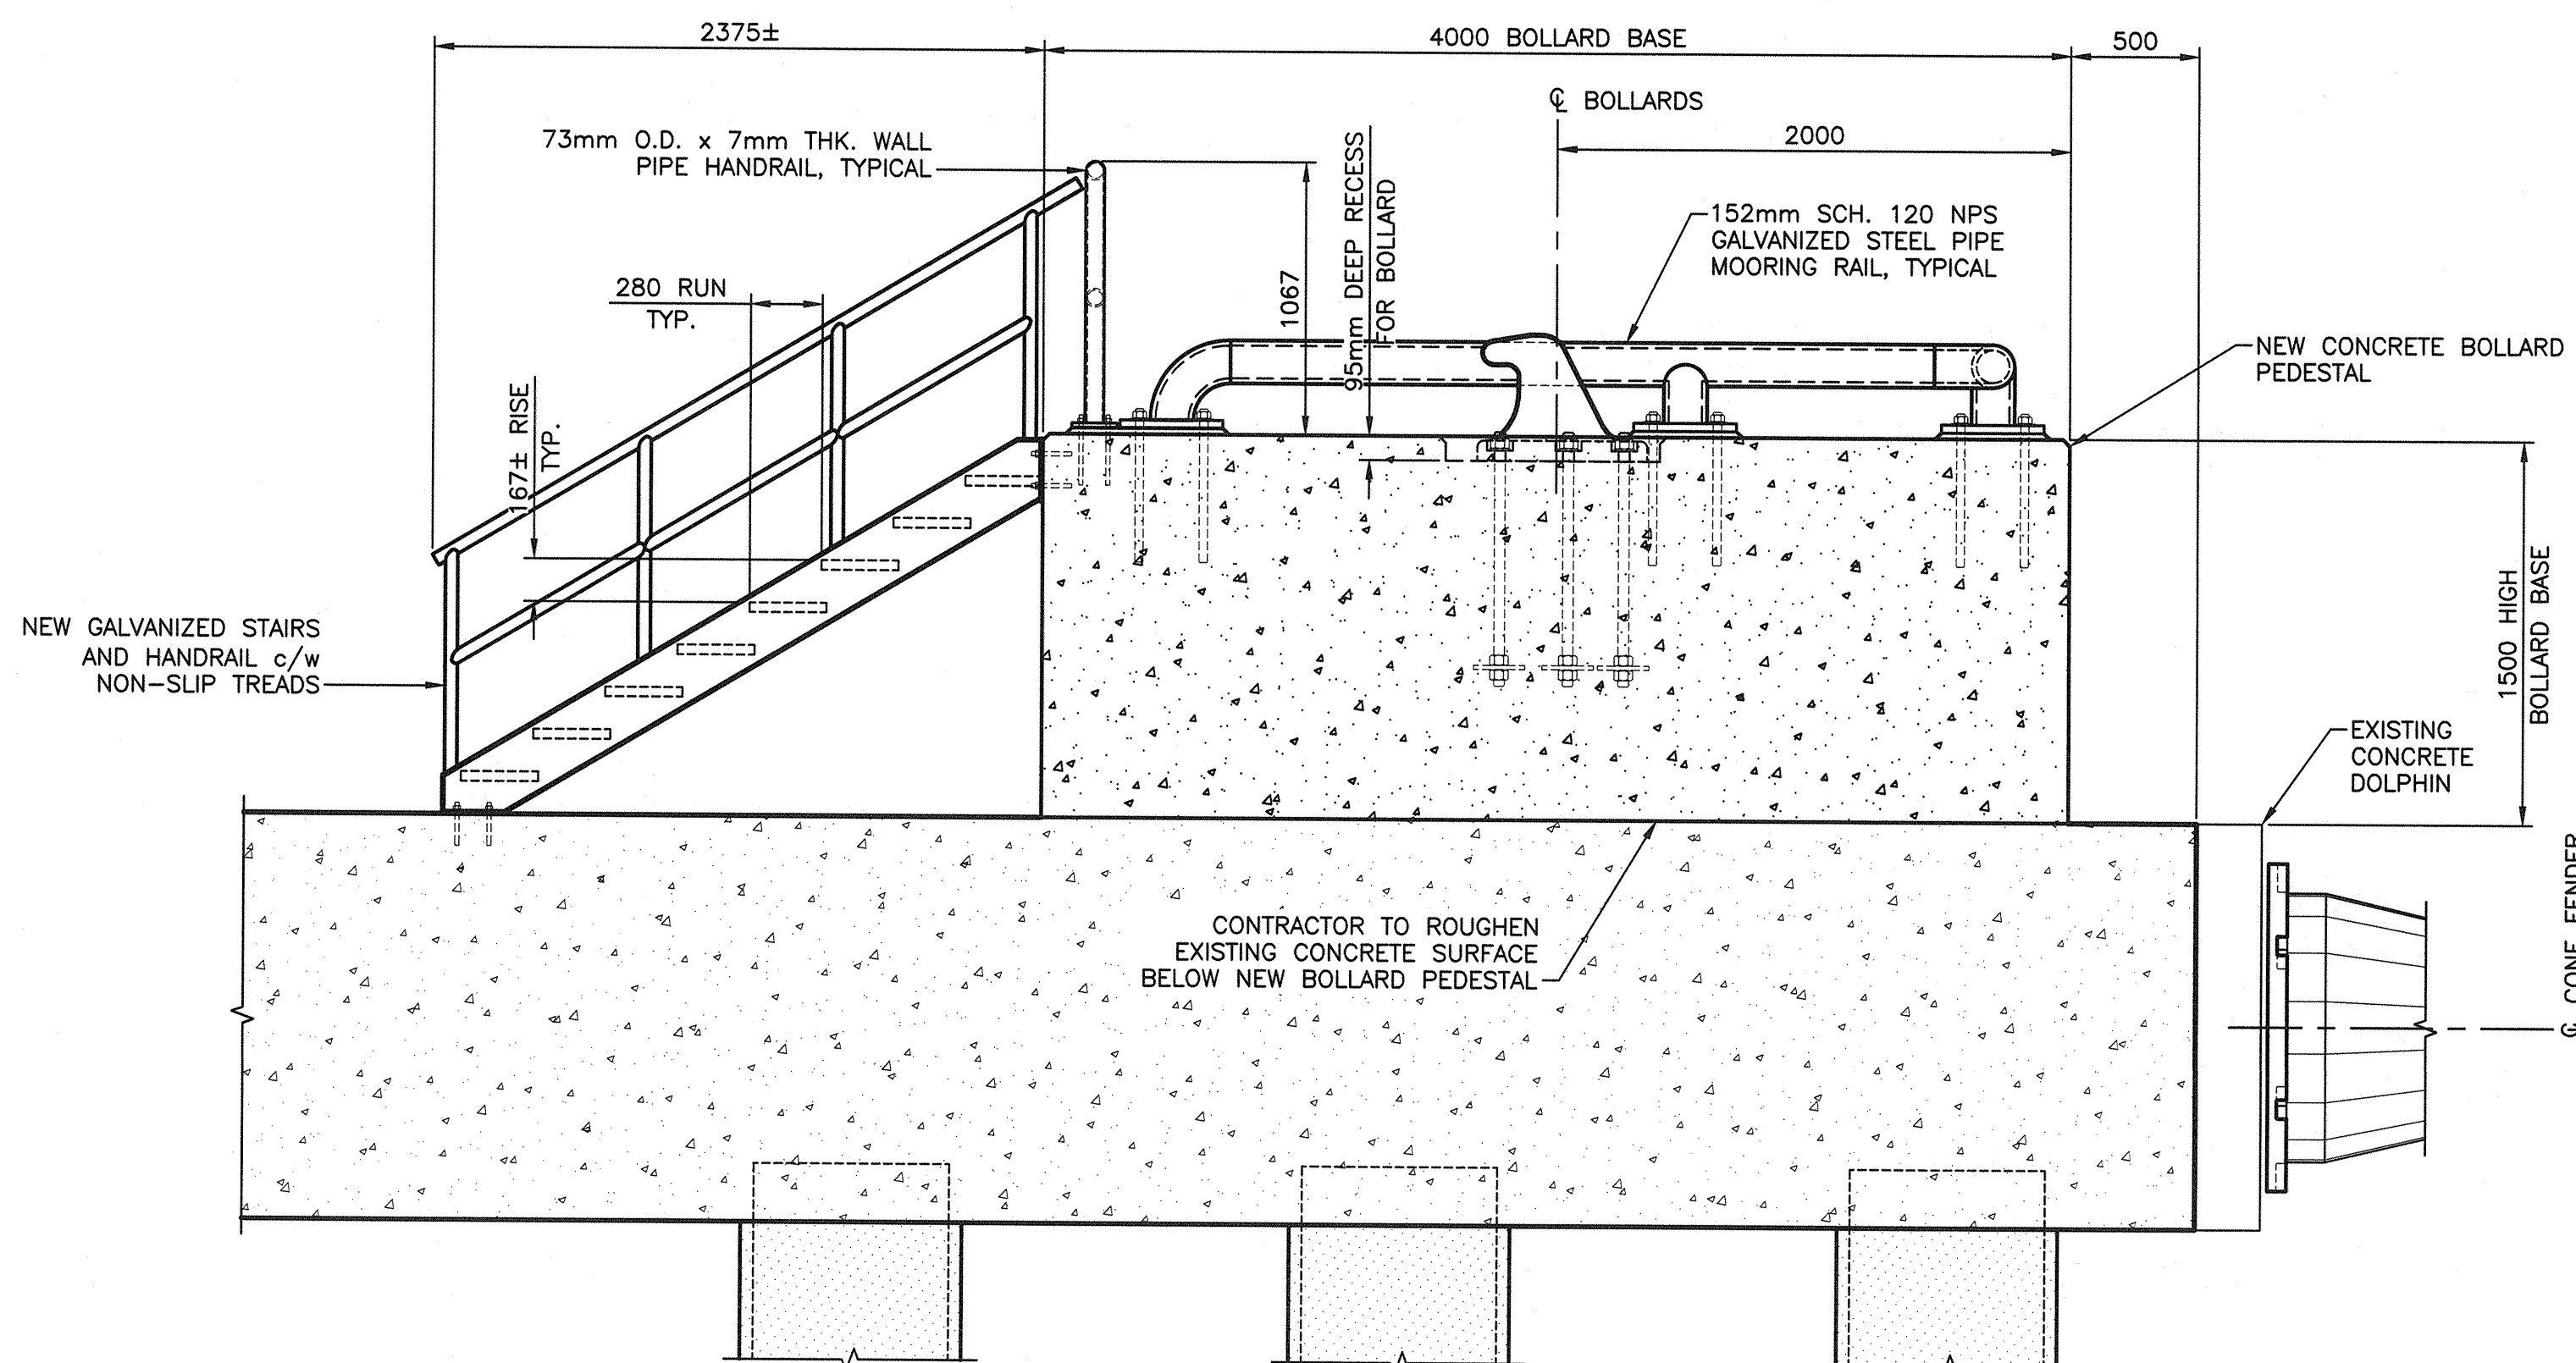 2375±
4000 BOLLARD BASE
500
℄ BOLLARDS
2000
73mm O.D. x 7mm THK. WALL
PIPE HANDRAIL, TYPICAL
95mm DEEP RECESS
FOR BOLLARD
1067
152mm SCH. 120 NPS
GALVANIZED STEEL PIPE
MOORING RAIL, TYPICAL
280 RUN
TYP.
167± RISE
TYP.
NEW CONCRETE BOLLARD
PEDESTAL
NEW GALVANIZED STAIRS
AND HANDRAIL c/w
NON-SLIP TREADS
1500 HIGH
BOLLARD BASE
EXISTING
CONCRETE
DOLPHIN
CONTRACTOR TO ROUGHEN
EXISTING CONCRETE SURFACE
BELOW NEW BOLLARD PEDESTAL
℄ CONE FENDER